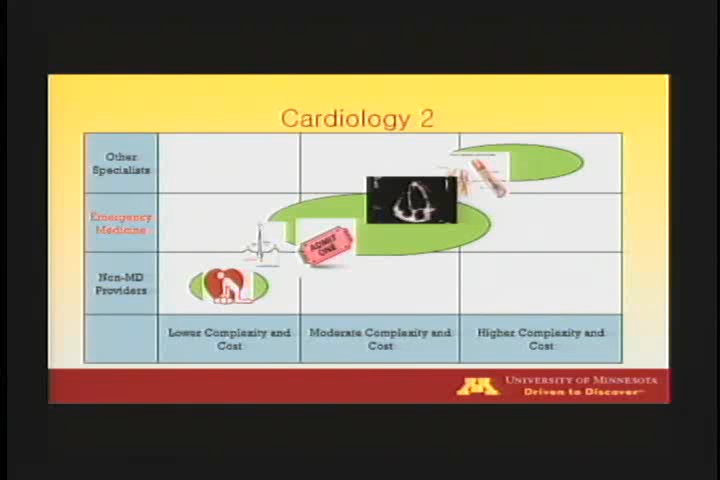 Cardiology 2
Other
Specialists
Emergency
Medicine
ADMIT
ONE
Non-MD
Providers
Lower Complexity and
Cost
Moderate Complexity and
Cost
Higher Complexity and
Cost
UNIVERSITY OF MINNESOTA
Driven to Discover